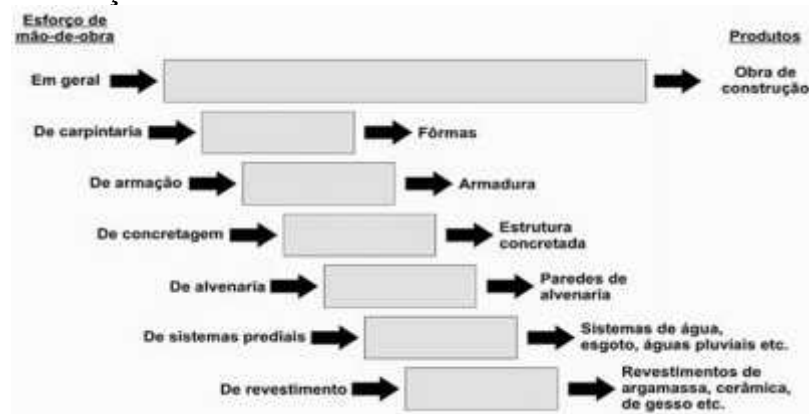 Esforço de
mão-de-obra
Produtos
Em geral
Obra de
construção
De carpintaria
Fôrmas
De armação
Armadura
De concretagem
Estrutura
concretada
De alvenaria
Paredes de
alvenaria
De sistemas prediais
Sistemas de água,
esgoto, águas pluviais etc.
De revestimento
Revestimentos de
argamassa, cerâmica,
de gesso etc.